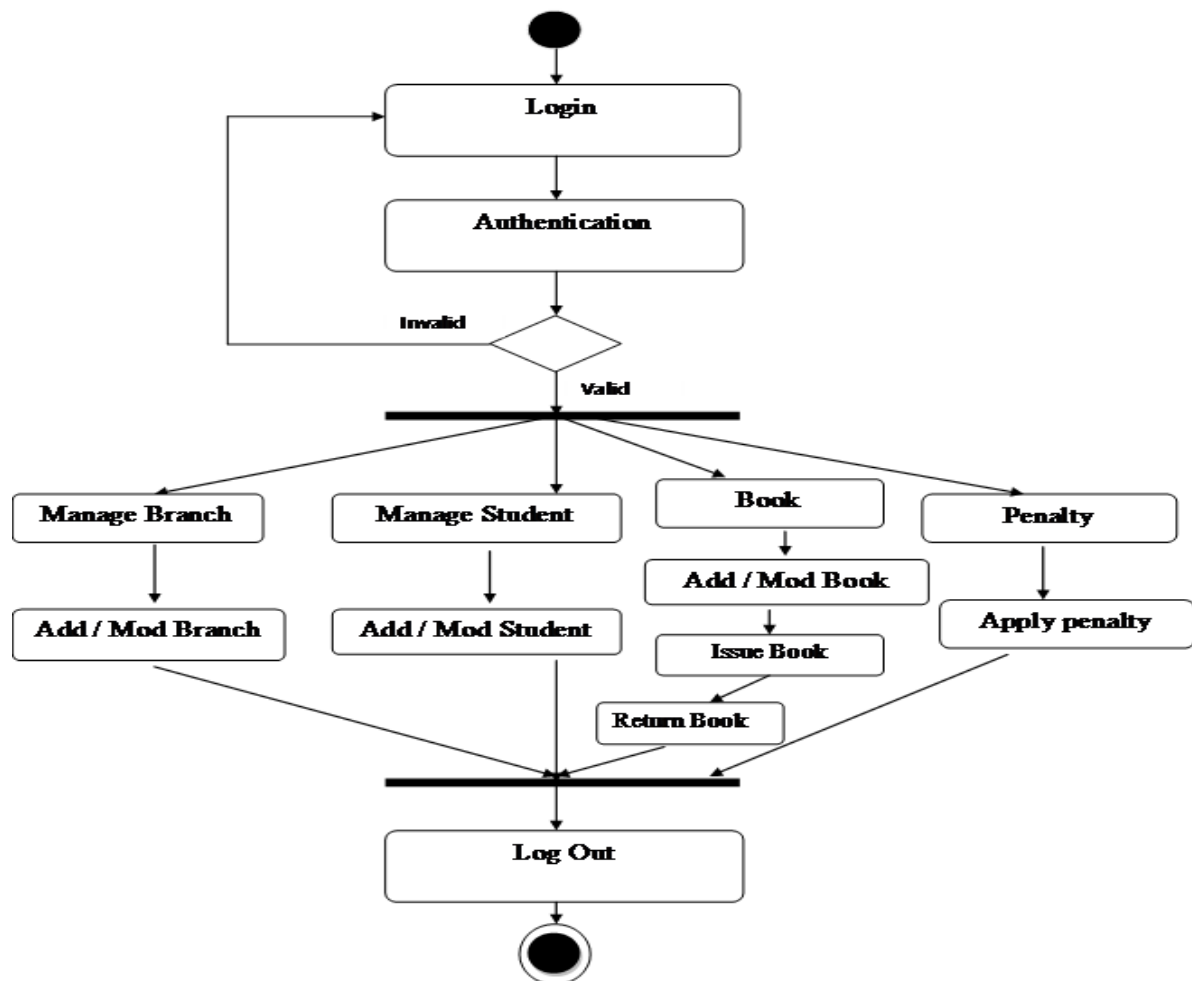 Login
Authentication
Invalid
Valid
Manage Branch
Manage Student
Book
Penalty
Add / Mod Branch
Add / Mod Student
Add / Mod Book
Apply penalty
Issue Book
Return Book
Log Out